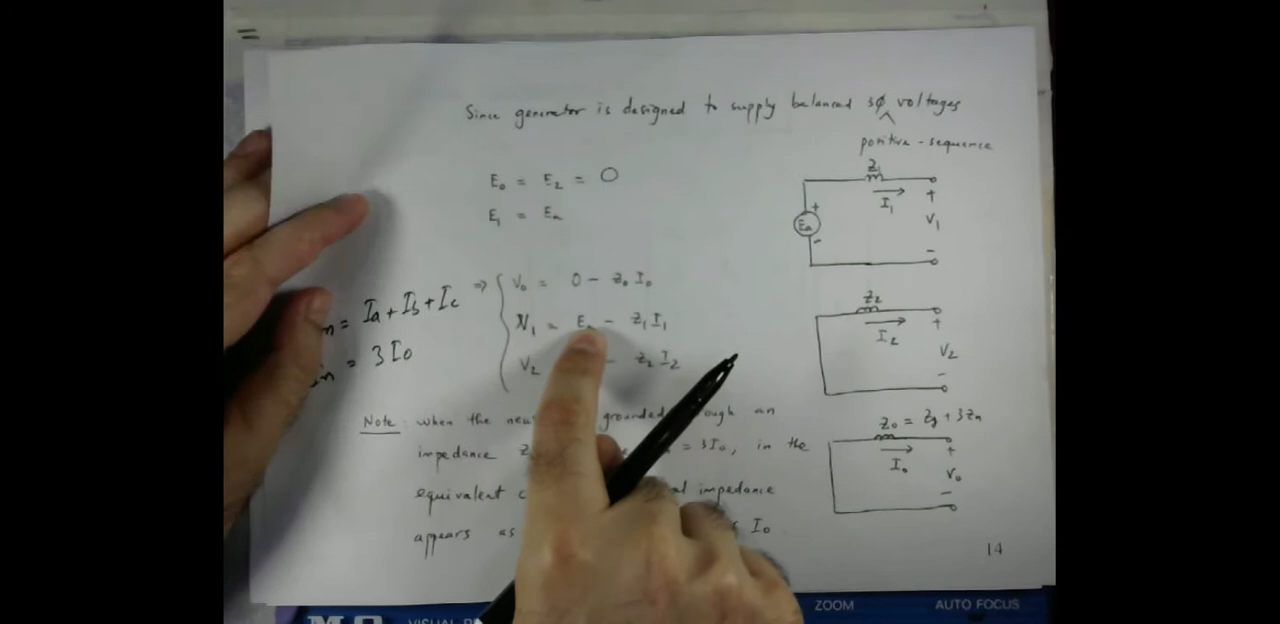 Since generator is designed to supply balanced 3φ voltages
positive - sequence
E₀ = E₂ = 0
E₁ = Eₐ
Z₁
I₁
+
V₁
-
+
Ea
-
= Ia + Ib + Ic
= 3I₀
⇒ V₀ = 0 - Z₀ I₀
V₁ = E - Z₁ I₁
V₂ - Z₂ I₂
Z₂
I₂
+
V₂
-
Z₀ = Zg + 3Zn
I₀
+
V₀
-
Note: when the grounded an
impedance Z = 3I₀, in the
equivalent impedance
appears as I₀
14
ZOOM
AUTO FOCUS